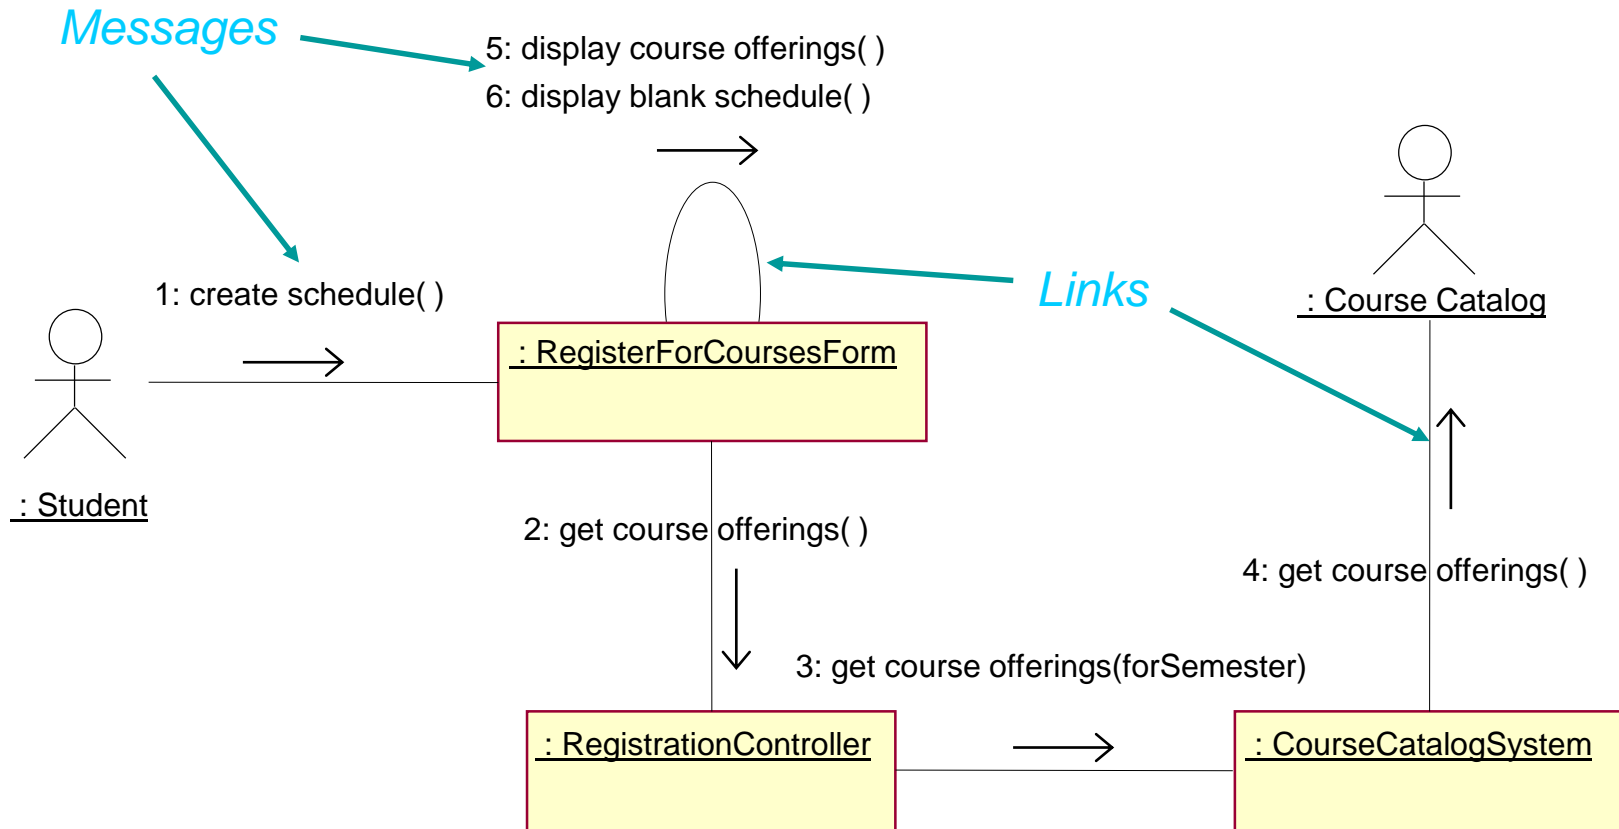 Messages
5: display course offerings( )
6: display blank schedule( )
1: create schedule( )
Links
: Course Catalog
: RegisterForCoursesForm
: Student
2: get course offerings( )
4: get course offerings( )
3: get course offerings(forSemester)
: RegistrationController
: CourseCatalogSystem